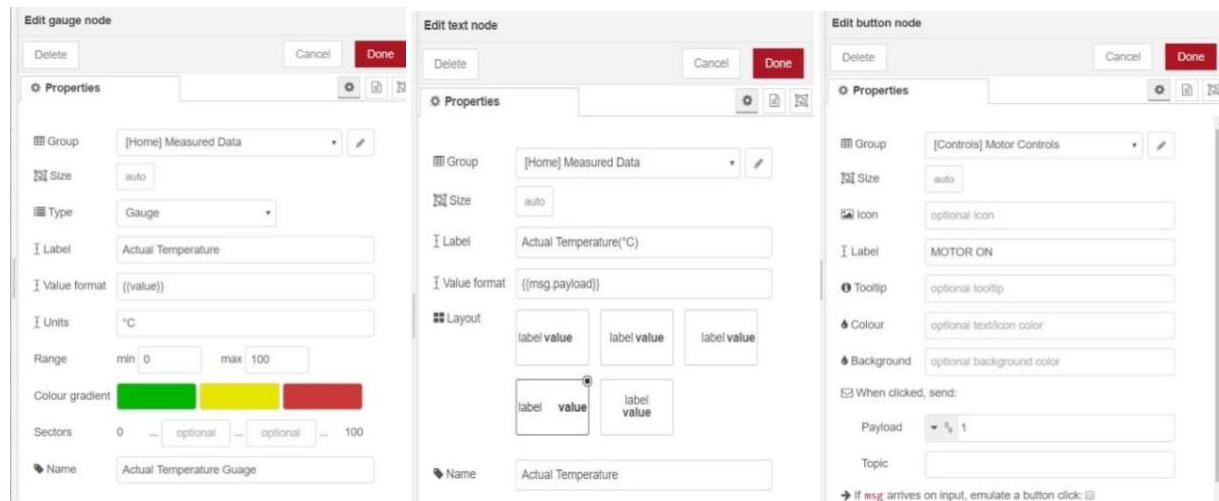 Edit gauge node
Delete
Cancel
Done
Properties
Group
[Home] Measured Data
Size
auto
Type
Gauge
Label
Actual Temperature
Value format
{{value}}
Units
°C
Range
min 0
max 100
Colour gradient
Sectors
0 ... optional ... optional ... 100
Name
Actual Temperature Guage
Edit text node
Delete
Cancel
Done
Properties
Group
[Home] Measured Data
Size
auto
Label
Actual Temperature(°C)
Value format
{{msg.payload}}
Layout
label value
label value
label value
label value
label
value
Name
Actual Temperature
Edit button node
Delete
Cancel
Done
Properties
Group
[Controls] Motor Controls
Size
auto
Icon
optional icon
Label
MOTOR ON
Tooltip
optional tooltip
Colour
optional text/icon color
Background
optional background color
When clicked, send:
Payload
1
Topic
If msg arrives on input, emulate a button click: